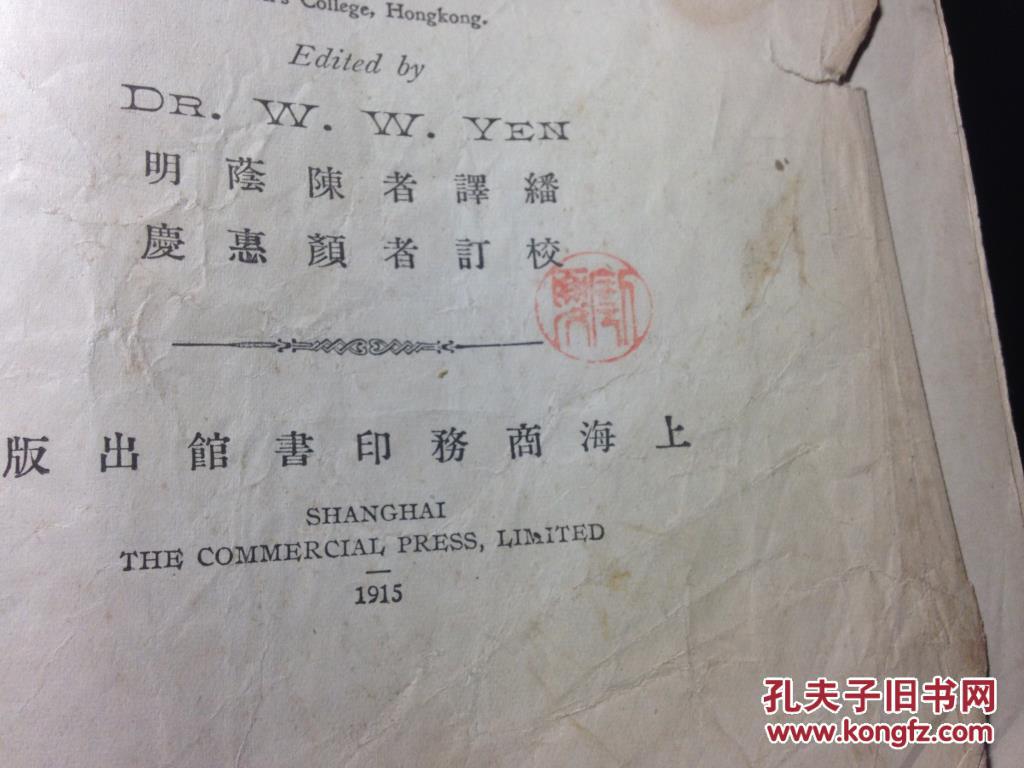 's College, Hongkong.
Edited by
DR. W. W. YEN
繙譯者陳蔭明
校訂者顏惠慶
上海商務印書館出版
SHANGHAI
THE COMMERCIAL PRESS, LIMITED
1915
孔夫子旧书网
www.kongfz.com